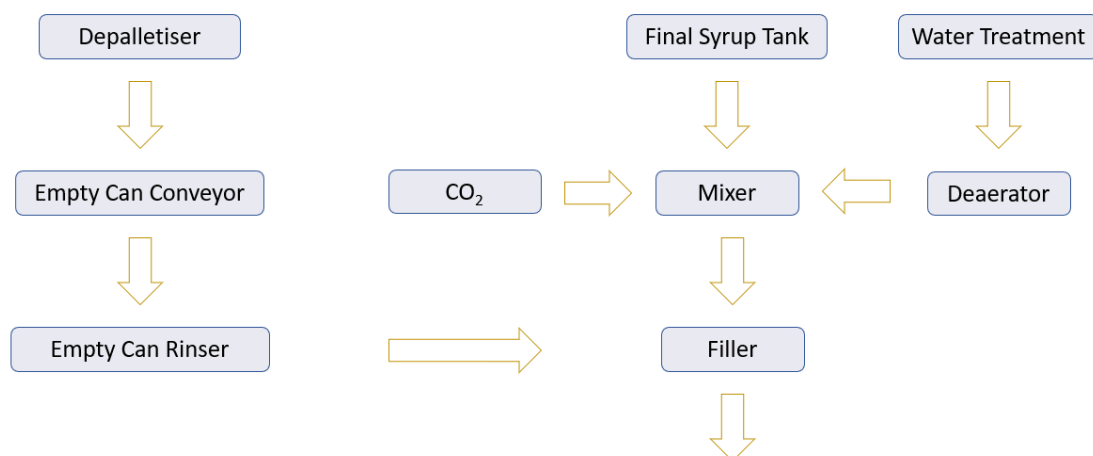 Depalletiser
Final Syrup Tank
Water Treatment
Empty Can Conveyor
CO₂
Mixer
Deaerator
Empty Can Rinser
Filler